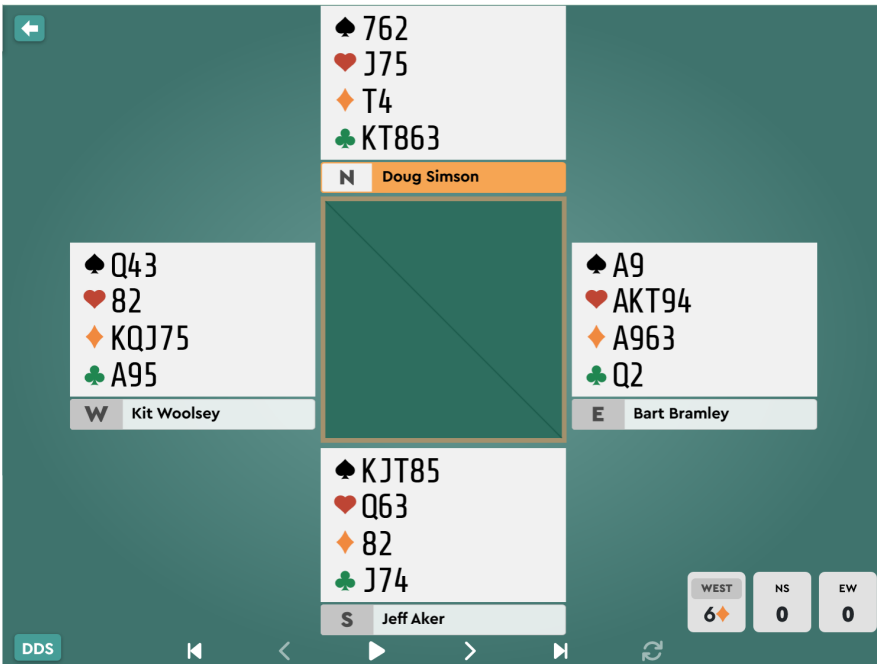 ♠ 762
♥ J75
♦ T4
♣ KT863
N Doug Simson
♠ Q43
♥ 82
♦ KQJ75
♣ A95
W Kit Woolsey
♠ A9
♥ AKT94
♦ A963
♣ Q2
E Bart Bramley
♠ KJT85
♥ Q63
♦ 82
♣ J74
S Jeff Aker
WEST NS EW
6♦ 0 0
DDS